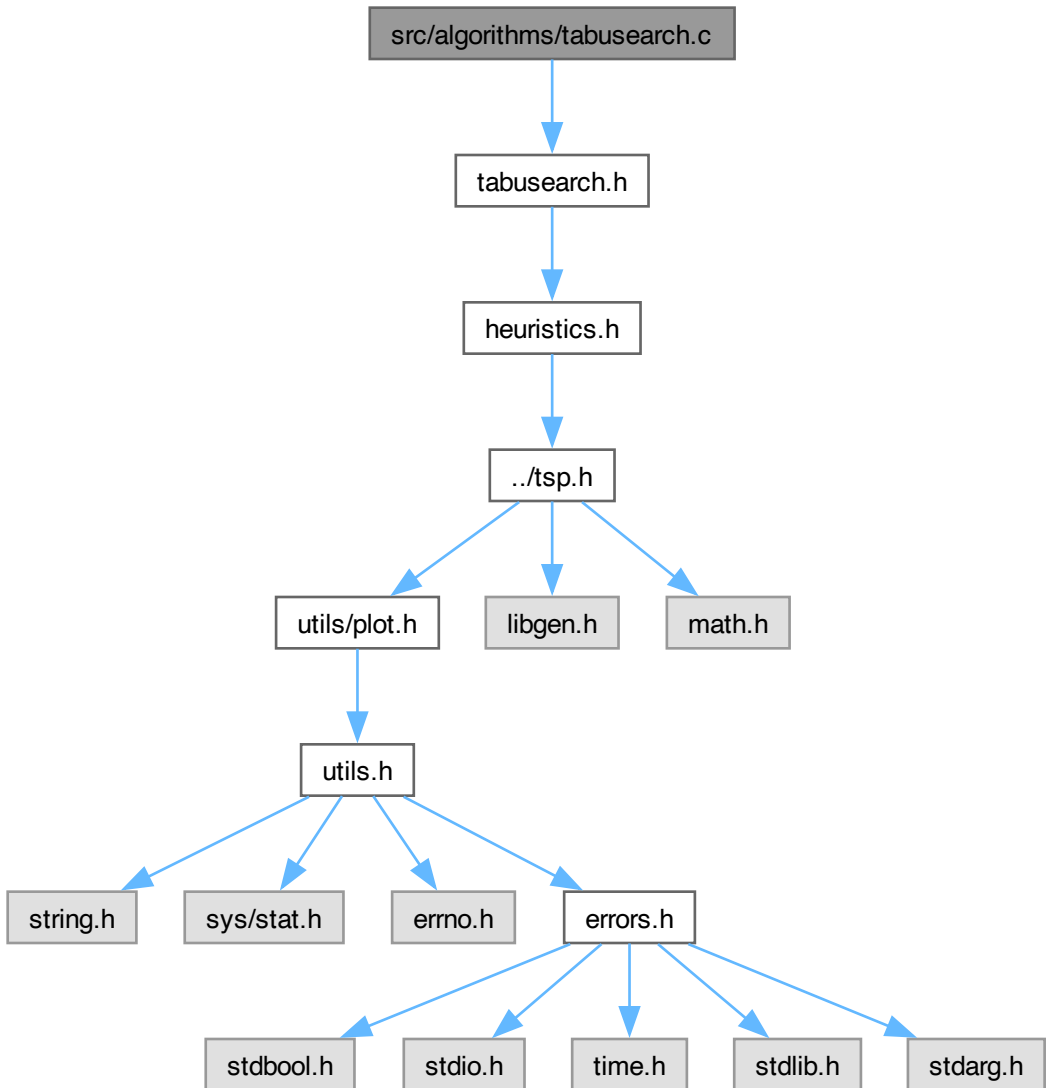 src/algorithms/tabusearch.c
tabusearch.h
heuristics.h
../tsp.h
utils/plot.h
libgen.h
math.h
utils.h
string.h
sys/stat.h
errno.h
errors.h
stdbool.h
stdio.h
time.h
stdlib.h
stdarg.h